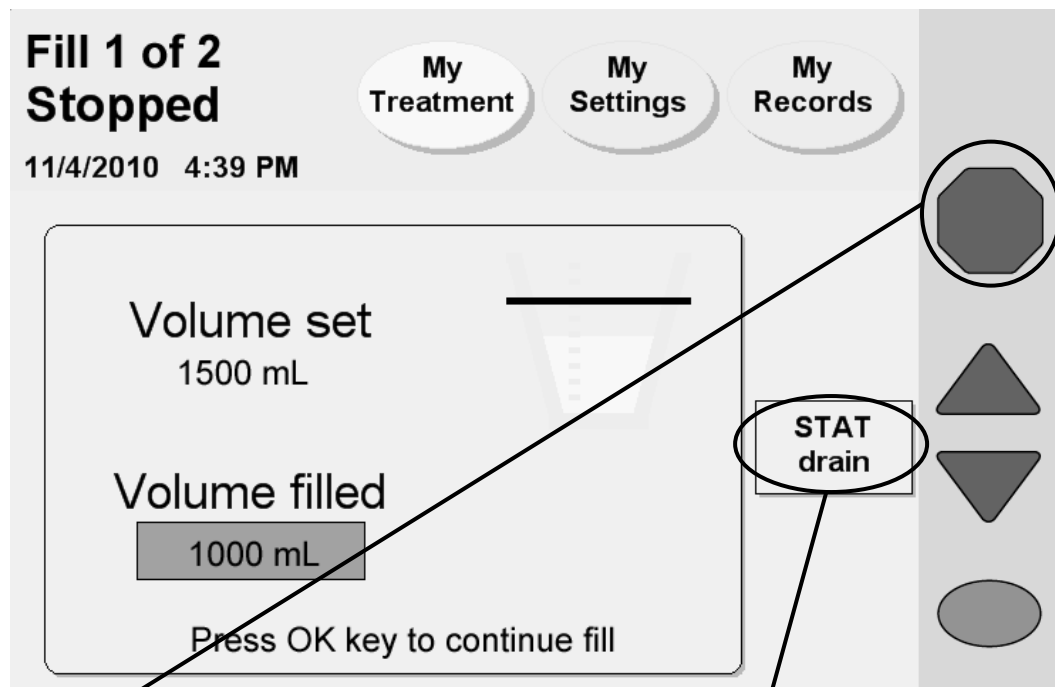 Fill 1 of 2
Stopped
11/4/2010 4:39 PM
My
Treatment
My
Settings
My
Records
Volume set
1500 mL
STAT
drain
Volume filled
1000 mL
Press OK key to continue fill